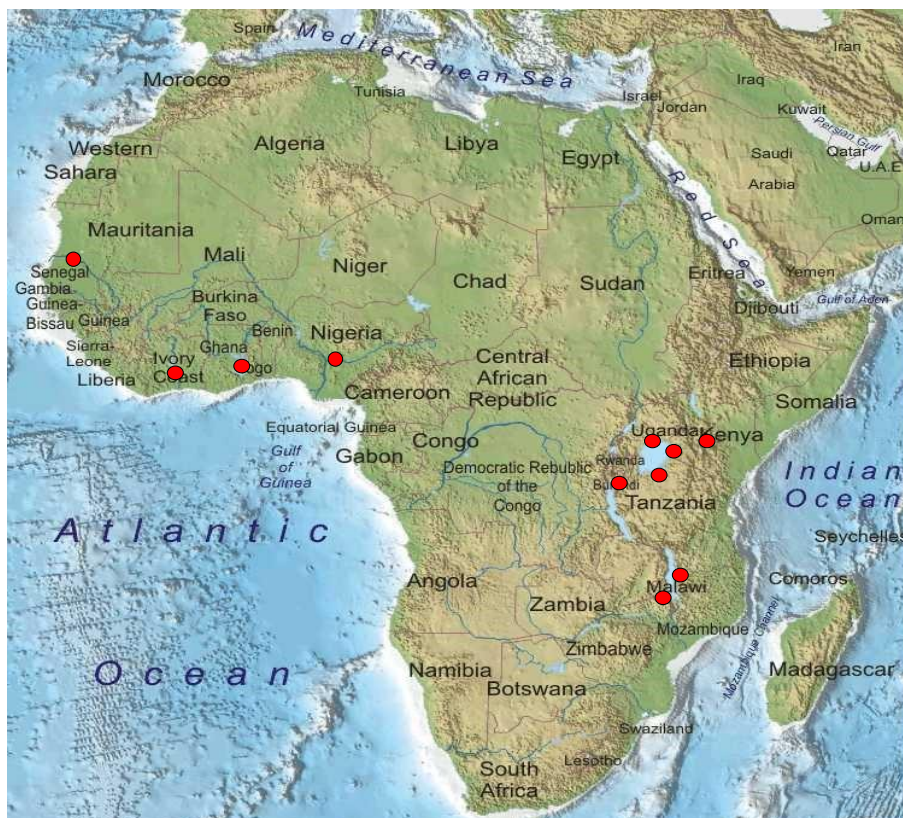 Spain
Mediterranean Sea
Iran
Morocco
Tunisia
Iraq
Israel
Jordan
Kuwait
Persian Gulf
Algeria
Libya
Egypt
Western
Sahara
Saudi
Arabia
Qatar
U.A.E
Red Sea
Oman
Mauritania
Mali
Niger
Chad
Sudan
Eritrea
Yemen
Senegal
Gambia
Guinea-
Bissau
Guinea
Burkina
Faso
Benin
Nigeria
Djibouti
Gulf of Aden
Sierra-
Leone
Liberia
Ivory
Coast
Ghana
Togo
Central
African
Republic
Ethiopia
Cameroon
Somalia
Equatorial Guinea
Gulf
of
Guinea
Gabon
Congo
Uganda
Kenya
Democratic Republic
of the
Congo
Rwanda
Burundi
Tanzania
Indian
Ocean
Atlantic
Ocean
Seychelles
Angola
Zambia
Malawi
Comoros
Mozambique
Mozambique Channel
Zimbabwe
Namibia
Botswana
Madagascar
Swaziland
Lesotho
South
Africa